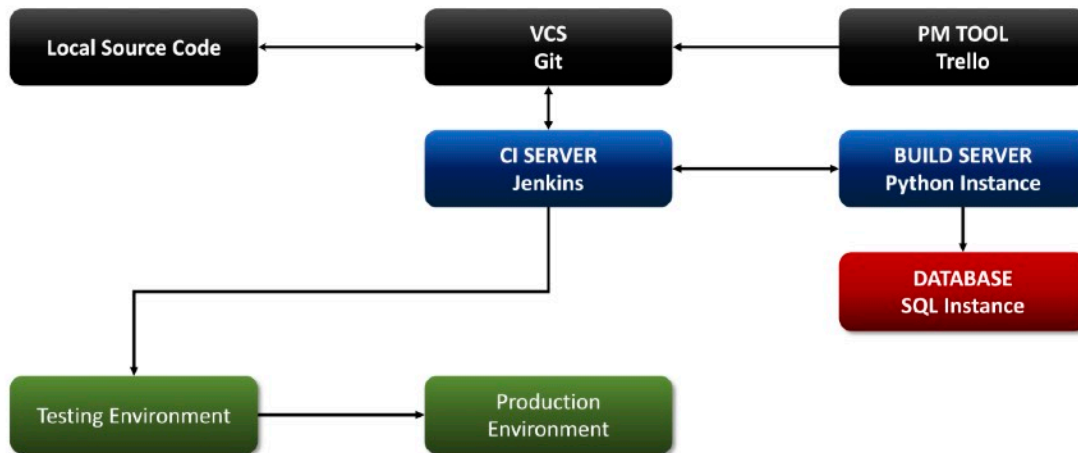 Local Source Code
VCS
Git
PM TOOL
Trello
CI SERVER
Jenkins
BUILD SERVER
Python Instance
DATABASE
SQL Instance
Testing Environment
Production
Environment